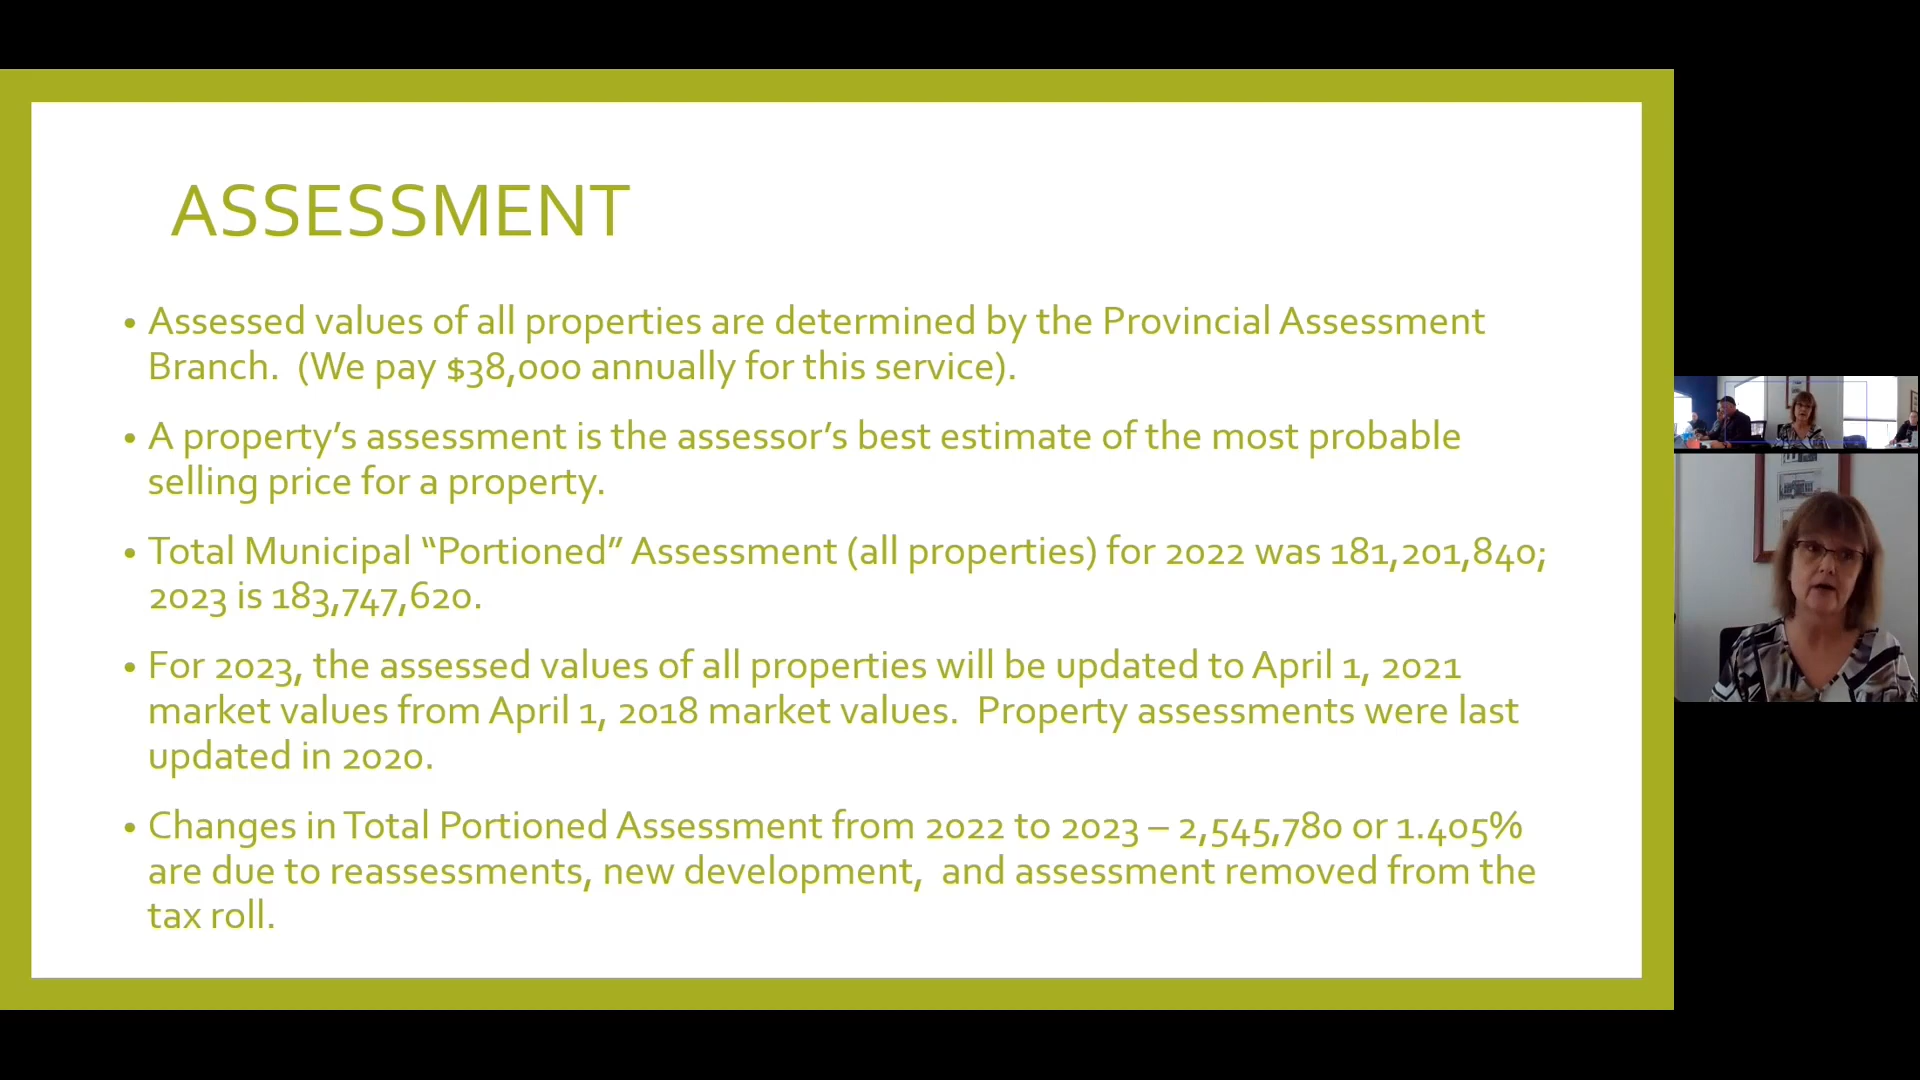 ASSESSMENT
• Assessed values of all properties are determined by the Provincial Assessment
Branch.  (We pay $38,000 annually for this service).
• A property’s assessment is the assessor’s best estimate of the most probable
selling price for a property.
• Total Municipal “Portioned” Assessment (all properties) for 2022 was 181,201,840;
2023 is 183,747,620.
• For 2023, the assessed values of all properties will be updated to April 1, 2021
market values from April 1, 2018 market values.  Property assessments were last
updated in 2020.
• Changes in Total Portioned Assessment from 2022 to 2023 – 2,545,780 or 1.405%
are due to reassessments, new development,  and assessment removed from the
tax roll.